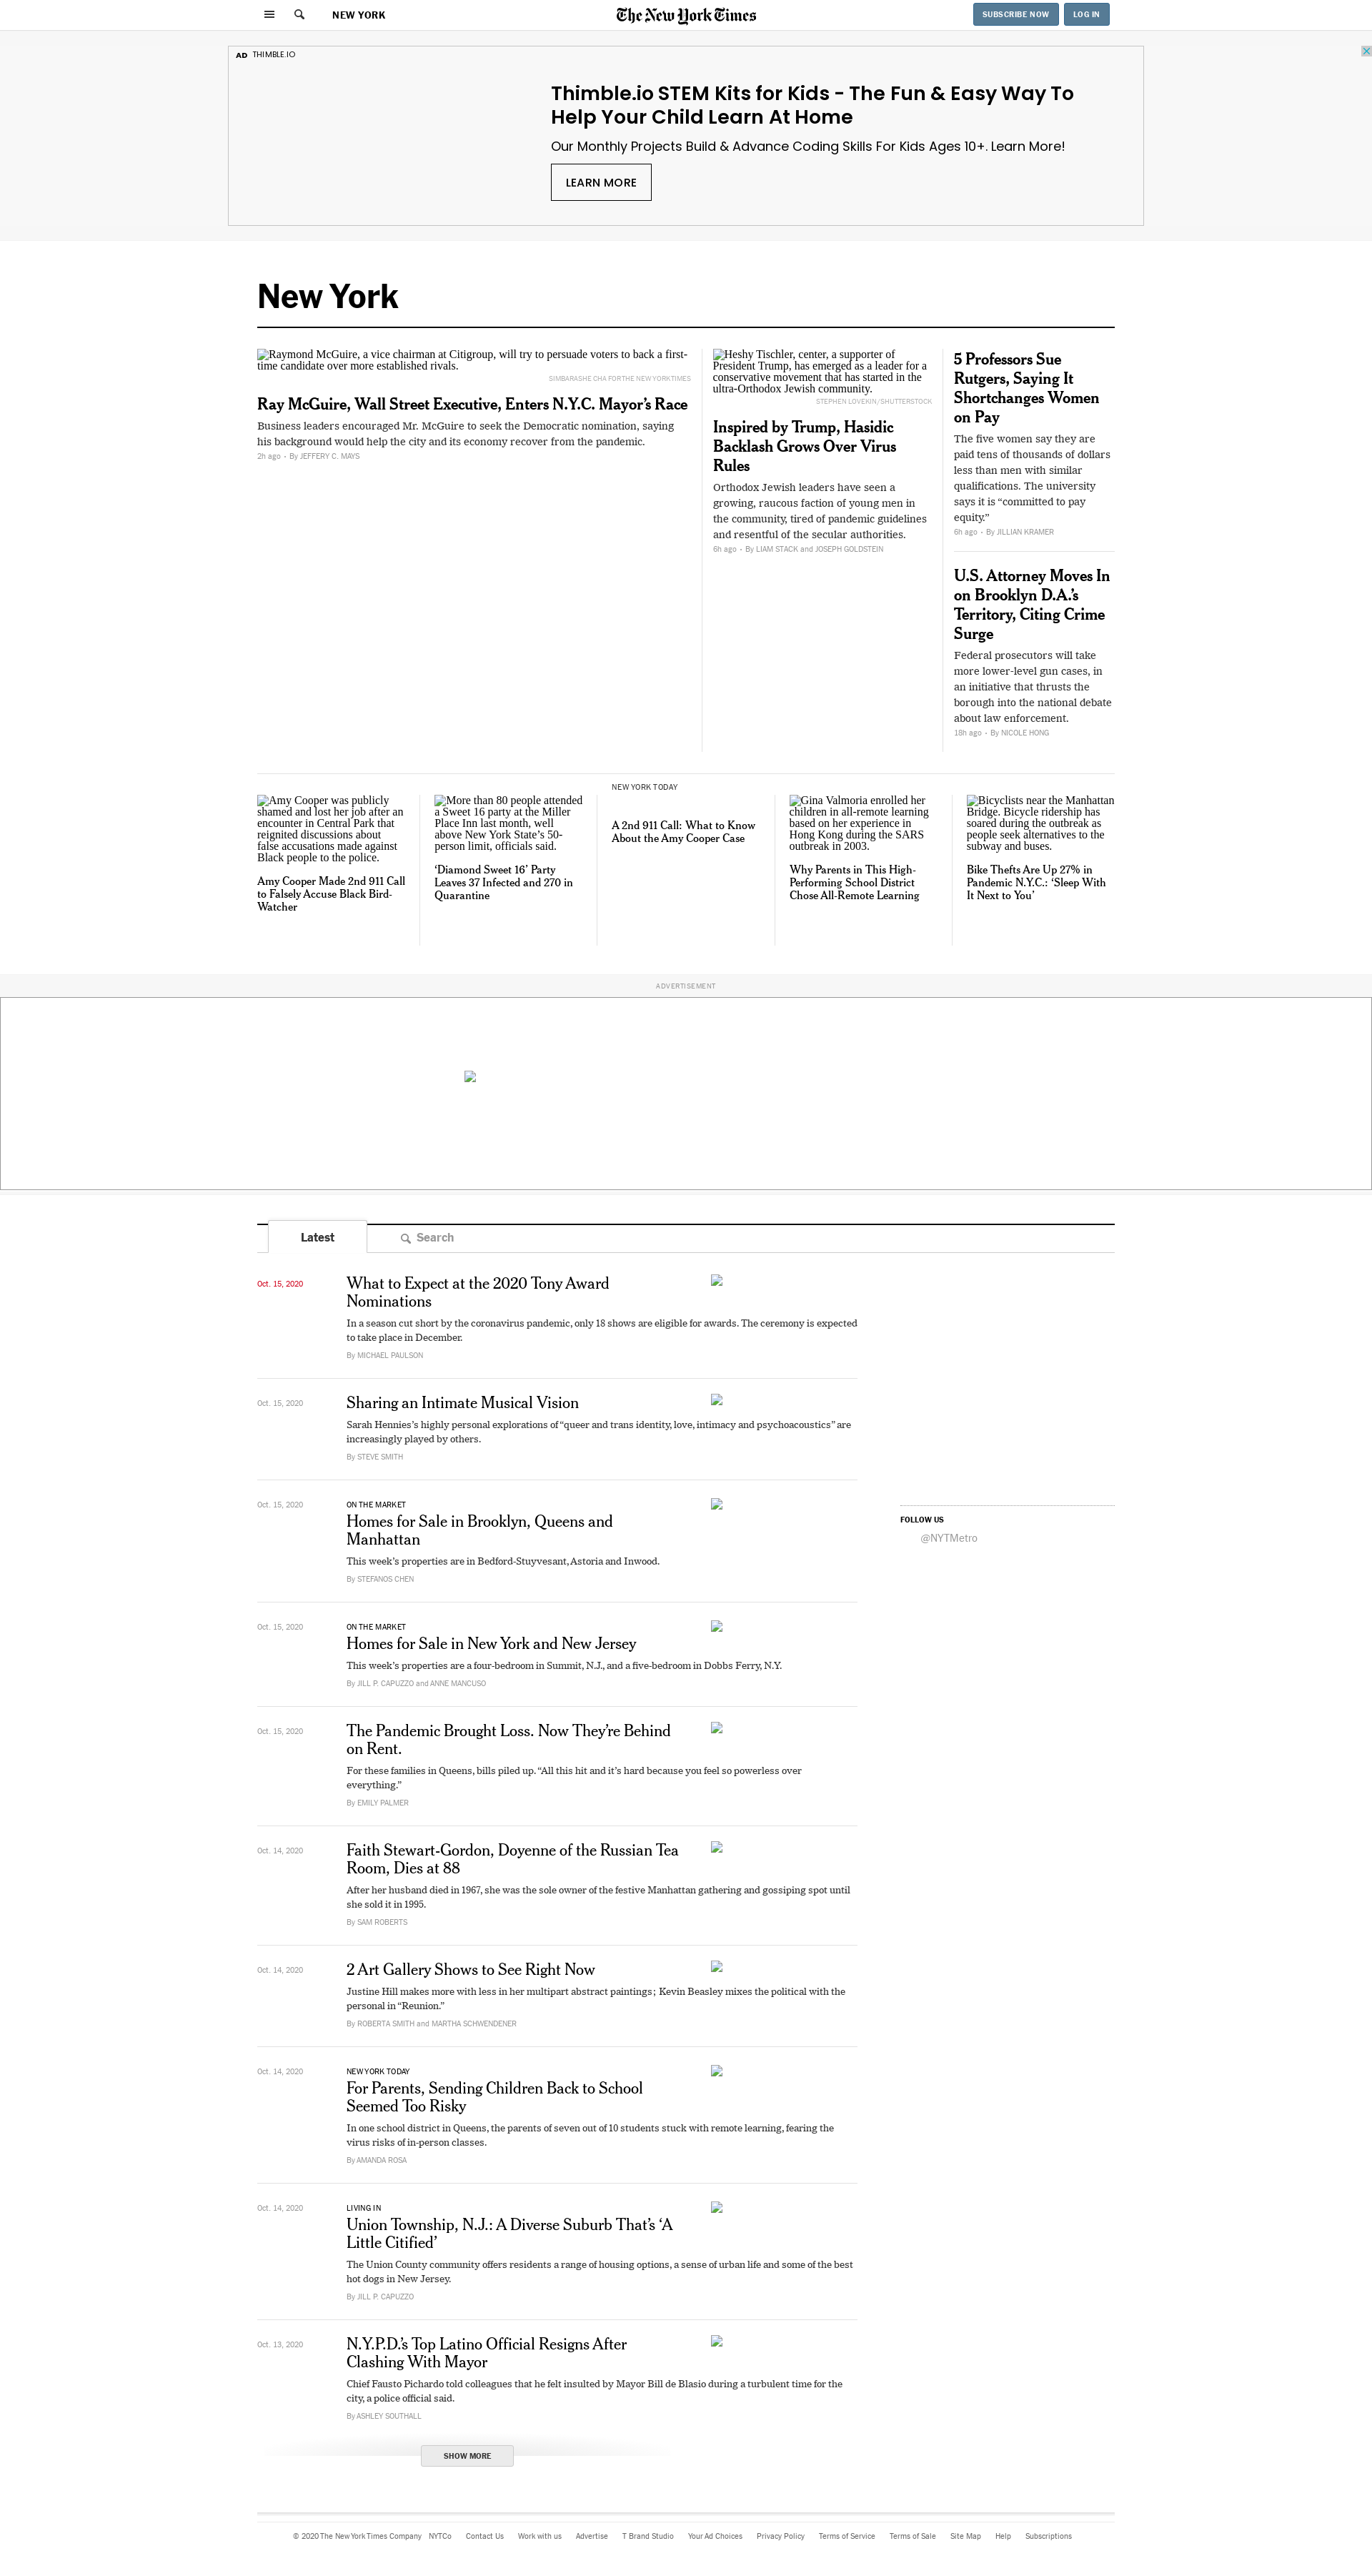 NEW YORK
The New York Times
SUBSCRIBE NOW
LOG IN
AD THIMBLE.IO
Thimble.io STEM Kits for Kids - The Fun & Easy Way To
Help Your Child Learn At Home
Our Monthly Projects Build & Advance Coding Skills For Kids Ages 10+. Learn More!
LEARN MORE
New York
Raymond McGuire, a vice chairman at Citigroup, will try to persuade voters to back a first-
time candidate over more established rivals.
SIMBARASHE CHA FOR THE NEW YORK TIMES
Ray McGuire, Wall Street Executive, Enters N.Y.C. Mayor’s Race
Business leaders encouraged Mr. McGuire to seek the Democratic nomination, saying
his background would help the city and its economy recover from the pandemic.
2h ago • By JEFFERY C. MAYS
Heshy Tischler, center, a supporter of
President Trump, has emerged as a leader for a
conservative movement that has started in the
ultra-Orthodox Jewish community.
STEPHEN LOVEKIN/SHUTTERSTOCK
Inspired by Trump, Hasidic
Backlash Grows Over Virus
Rules
Orthodox Jewish leaders have seen a
growing, raucous faction of young men in
the community, tired of pandemic guidelines
and resentful of the secular authorities.
6h ago • By LIAM STACK and JOSEPH GOLDSTEIN
5 Professors Sue
Rutgers, Saying It
Shortchanges Women
on Pay
The five women say they are
paid tens of thousands of dollars
less than men with similar
qualifications. The university
says it is “committed to pay
equity.”
6h ago • By JILLIAN KRAMER
U.S. Attorney Moves In
on Brooklyn D.A.’s
Territory, Citing Crime
Surge
Federal prosecutors will take
more lower-level gun cases, in
an initiative that thrusts the
borough into the national debate
about law enforcement.
18h ago • By NICOLE HONG
Amy Cooper was publicly
shamed and lost her job after an
encounter in Central Park that
reignited discussions about
false accusations made against
Black people to the police.
Amy Cooper Made 2nd 911 Call
to Falsely Accuse Black Bird-
Watcher
More than 80 people attended
a Sweet 16 party at the Miller
Place Inn last month, well
above New York State’s 50-
person limit, officials said.
‘Diamond Sweet 16’ Party
Leaves 37 Infected and 270 in
Quarantine
NEW YORK TODAY
A 2nd 911 Call: What to Know
About the Amy Cooper Case
Gina Valmoria enrolled her
children in all-remote learning
based on her experience in
Hong Kong during the SARS
outbreak in 2003.
Why Parents in This High-
Performing School District
Chose All-Remote Learning
Bicyclists near the Manhattan
Bridge. Bicycle ridership has
soared during the outbreak as
people seek alternatives to the
subway and buses.
Bike Thefts Are Up 27% in
Pandemic N.Y.C.: ‘Sleep With
It Next to You’
ADVERTISEMENT
Latest
Search
Oct. 15, 2020
What to Expect at the 2020 Tony Award
Nominations
In a season cut short by the coronavirus pandemic, only 18 shows are eligible for awards. The ceremony is expected
to take place in December.
By MICHAEL PAULSON
Oct. 15, 2020
Sharing an Intimate Musical Vision
Sarah Hennies’s highly personal explorations of “queer and trans identity, love, intimacy and psychoacoustics” are
increasingly played by others.
By STEVE SMITH
Oct. 15, 2020
ON THE MARKET
Homes for Sale in Brooklyn, Queens and
Manhattan
This week’s properties are in Bedford-Stuyvesant, Astoria and Inwood.
By STEFANOS CHEN
FOLLOW US
@NYTMetro
Oct. 15, 2020
ON THE MARKET
Homes for Sale in New York and New Jersey
This week’s properties are a four-bedroom in Summit, N.J., and a five-bedroom in Dobbs Ferry, N.Y.
By JILL P. CAPUZZO and ANNE MANCUSO
Oct. 15, 2020
The Pandemic Brought Loss. Now They’re Behind
on Rent.
For these families in Queens, bills piled up. “All this hit and it’s hard because you feel so powerless over
everything.”
By EMILY PALMER
Oct. 14, 2020
Faith Stewart-Gordon, Doyenne of the Russian Tea
Room, Dies at 88
After her husband died in 1967, she was the sole owner of the festive Manhattan gathering and gossiping spot until
she sold it in 1995.
By SAM ROBERTS
Oct. 14, 2020
2 Art Gallery Shows to See Right Now
Justine Hill makes more with less in her multipart abstract paintings; Kevin Beasley mixes the political with the
personal in “Reunion.”
By ROBERTA SMITH and MARTHA SCHWENDENER
Oct. 14, 2020
NEW YORK TODAY
For Parents, Sending Children Back to School
Seemed Too Risky
In one school district in Queens, the parents of seven out of 10 students stuck with remote learning, fearing the
virus risks of in-person classes.
By AMANDA ROSA
Oct. 14, 2020
LIVING IN
Union Township, N.J.: A Diverse Suburb That’s ‘A
Little Citified’
The Union County community offers residents a range of housing options, a sense of urban life and some of the best
hot dogs in New Jersey.
By JILL P. CAPUZZO
Oct. 13, 2020
N.Y.P.D.’s Top Latino Official Resigns After
Clashing With Mayor
Chief Fausto Pichardo told colleagues that he felt insulted by Mayor Bill de Blasio during a turbulent time for the
city, a police official said.
By ASHLEY SOUTHALL
SHOW MORE
© 2020 The New York Times Company NYTCo Contact Us Work with us Advertise T Brand Studio Your Ad Choices Privacy Policy Terms of Service Terms of Sale Site Map Help Subscriptions